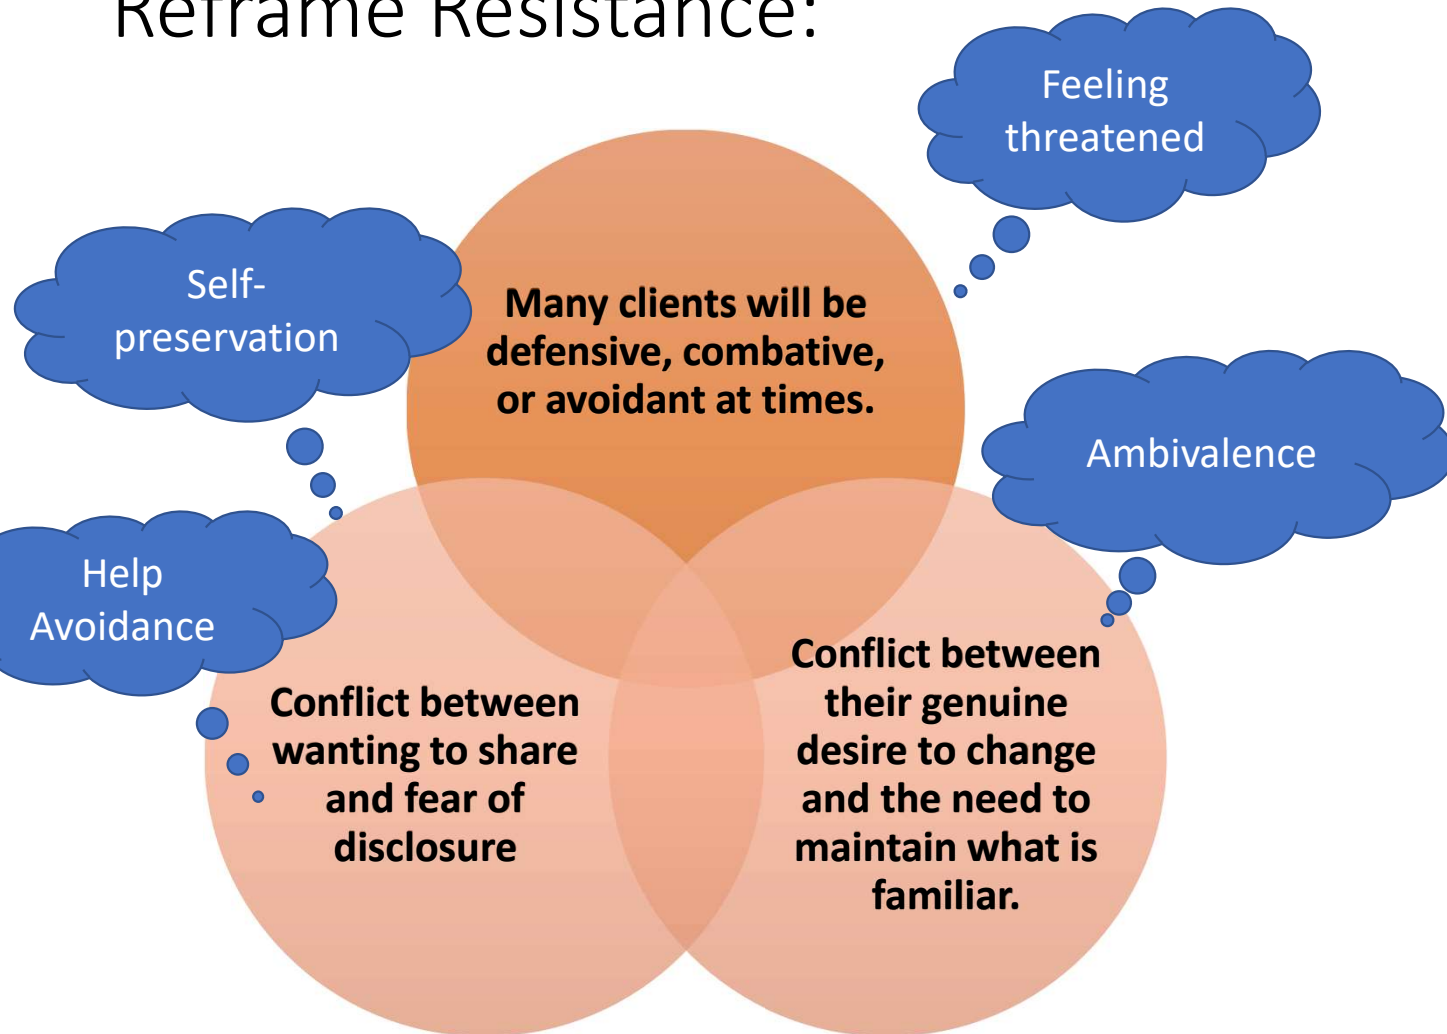 Reframe Resistance:
Feeling
threatened
Self-
preservation
Many clients will be
defensive, combative,
or avoidant at times.
Ambivalence
Help
Avoidance
Conflict between
wanting to share
and fear of
disclosure
Conflict between
their genuine
desire to change
and the need to
maintain what is
familiar.